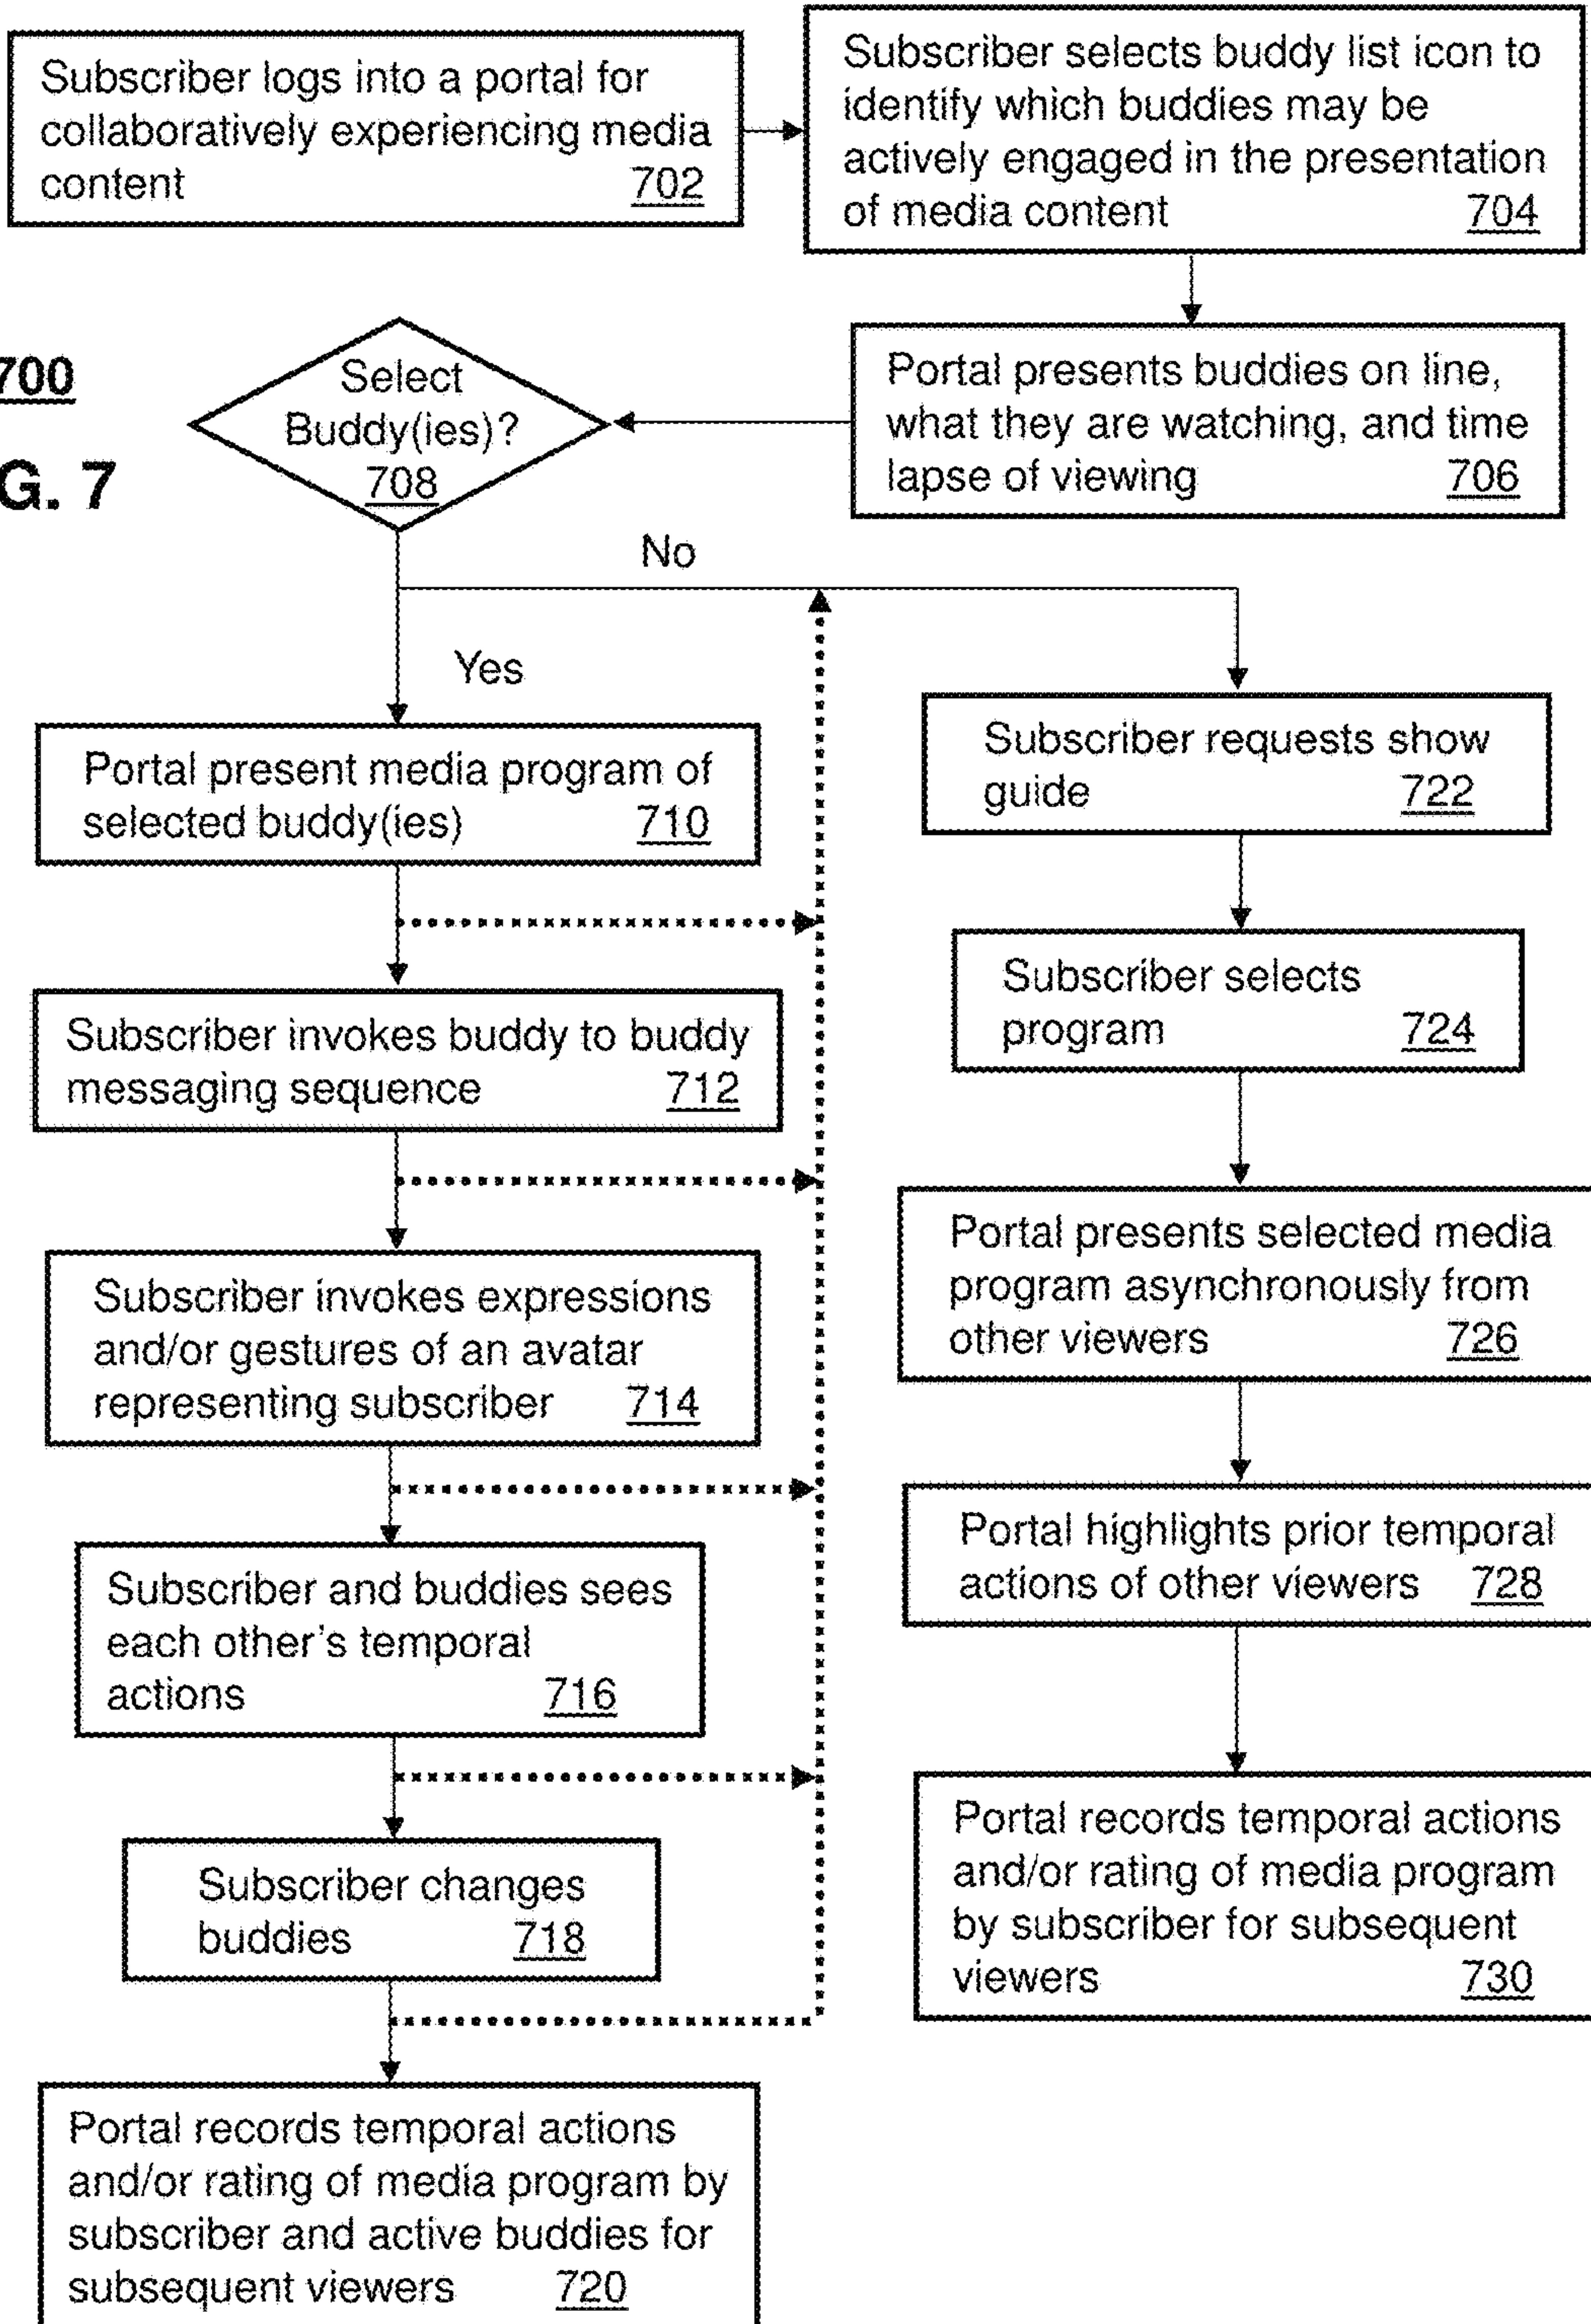 Subscriber logs into a portal for
collaboratively experiencing media
content 702
Subscriber selects buddy list icon to
identify which buddies may be
actively engaged in the presentation
of media content 704
Portal presents buddies on line,
what they are watching, and time
lapse of viewing 706
Select
Buddy(ies)?
708
700
G. 7
No
Yes
Portal present media program of
selected buddy(ies) 710
Subscriber invokes buddy to buddy
messaging sequence 712
Subscriber invokes expressions
and/or gestures of an avatar
representing subscriber 714
Subscriber and buddies sees
each other's temporal
actions 716
Subscriber changes
buddies 718
Portal records temporal actions
and/or rating of media program by
subscriber and active buddies for
subsequent viewers 720
Subscriber requests show
guide 722
Subscriber selects
program 724
Portal presents selected media
program asynchronously from
other viewers 726
Portal highlights prior temporal
actions of other viewers 728
Portal records temporal actions
and/or rating of media program
by subscriber for subsequent
viewers 730